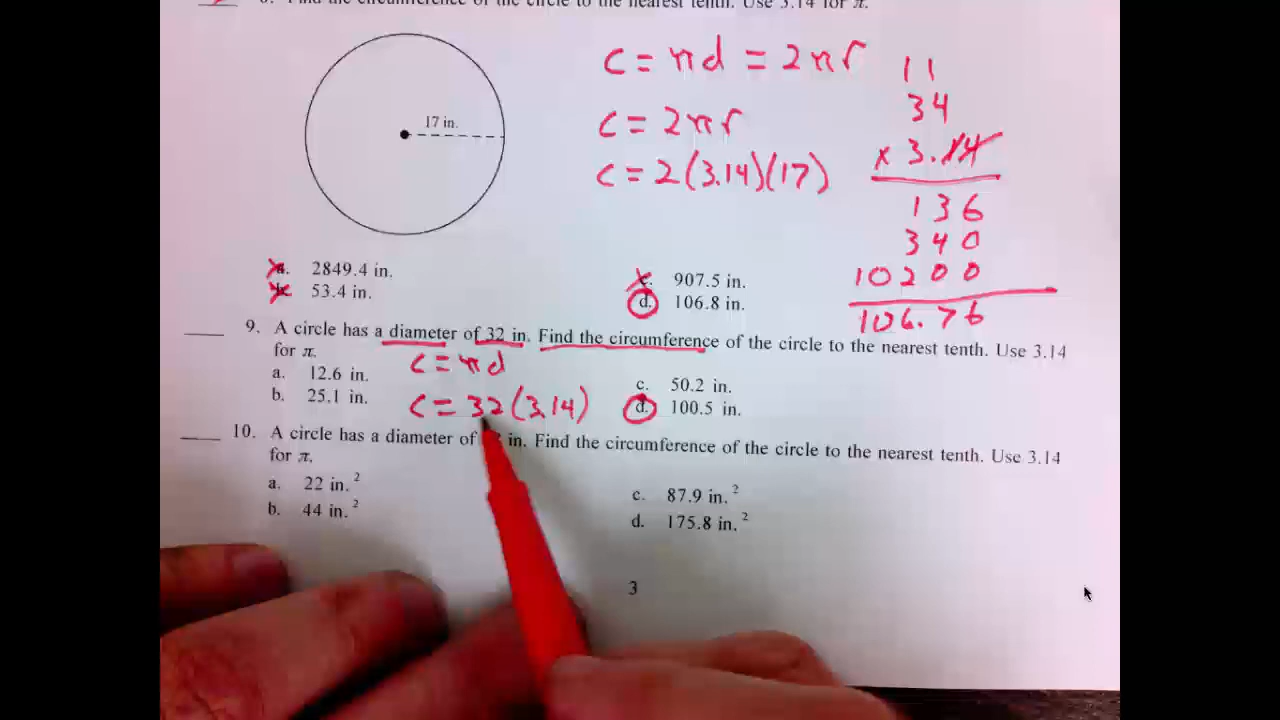 8. Find the circumference of the circle to the nearest tenth. Use 3.14 for π.
C = πd = 2πr
17 in.
C = 2πr
C = 2(3.14)(17)
11
34
x 3.14
136
340
10200
106.76
a. 2849.4 in.
b. 53.4 in.
c. 907.5 in.
d. 106.8 in.
9. A circle has a diameter of 32 in. Find the circumference of the circle to the nearest tenth. Use 3.14
for π.
C = πd
a. 12.6 in.
b. 25.1 in.
C = 32(3.14)
c. 50.2 in.
d. 100.5 in.
10. A circle has a diameter of in. Find the circumference of the circle to the nearest tenth. Use 3.14
for π.
a. 22 in. 2
b. 44 in. 2
c. 87.9 in. 2
d. 175.8 in. 2
3